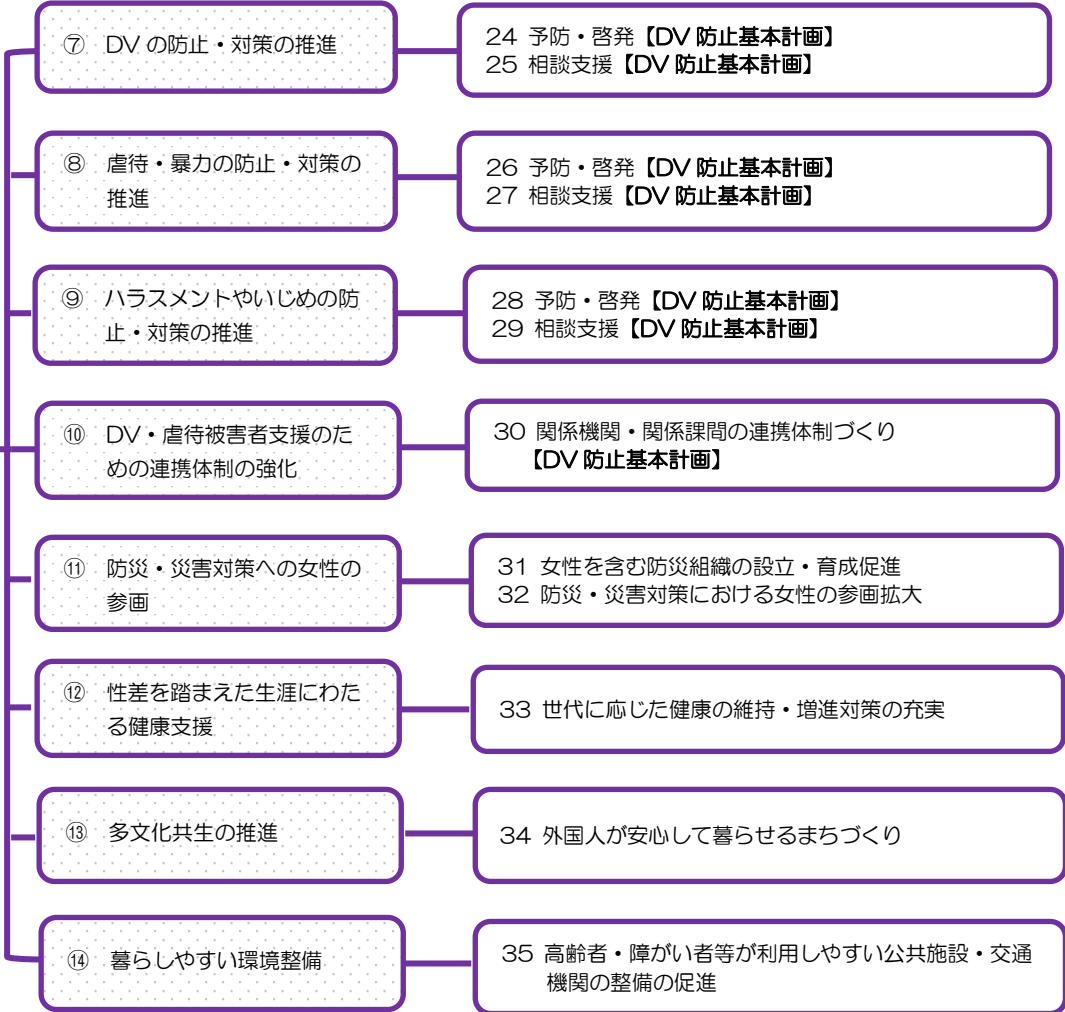 ⑦ DVの防止・対策の推進
24 予防・啓発【DV防止基本計画】
25 相談支援【DV防止基本計画】
⑧ 虐待・暴力の防止・対策の
推進
26 予防・啓発【DV防止基本計画】
27 相談支援【DV防止基本計画】
⑨ ハラスメントやいじめの防
止・対策の推進
28 予防・啓発【DV防止基本計画】
29 相談支援【DV防止基本計画】
⑩ DV・虐待被害者支援のた
めの連携体制の強化
30 関係機関・関係課間の連携体制づくり
【DV防止基本計画】
⑪ 防災・災害対策への女性の
参画
31 女性を含む防災組織の設立・育成促進
32 防災・災害対策における女性の参画拡大
⑫ 性差を踏まえた生涯にわた
る健康支援
33 世代に応じた健康の維持・増進対策の充実
⑬ 多文化共生の推進
34 外国人が安心して暮らせるまちづくり
⑭ 暮らしやすい環境整備
35 高齢者・障がい者等が利用しやすい公共施設・交通
機関の整備の促進